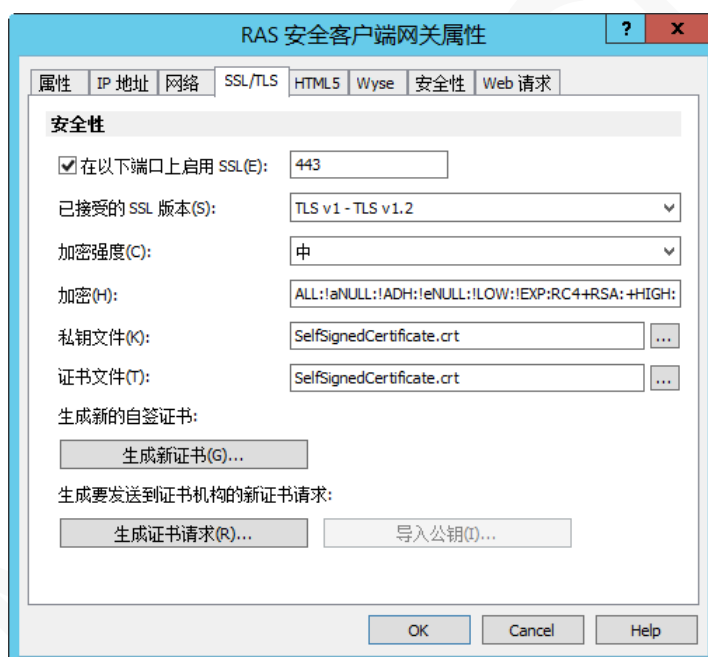 RAS 安全客户端网关属性
? x
属性 IP 地址 网络 SSL/TLS HTML5 Wyse 安全性 Web 请求
安全性
在以下端口上启用 SSL(E): 443
已接受的 SSL 版本(S): TLS v1 - TLS v1.2
加密强度(C): 中
加密(H): ALL:!aNULL:!ADH:!eNULL:!LOW:!EXP:RC4+RSA:+HIGH:
私钥文件(K): SelfSignedCertificate.crt ...
证书文件(T): SelfSignedCertificate.crt ...
生成新的自签证书:
生成新证书(G)...
生成要发送到证书机构的新证书请求:
生成证书请求(R)... 导入公钥(I)...
OK Cancel Help